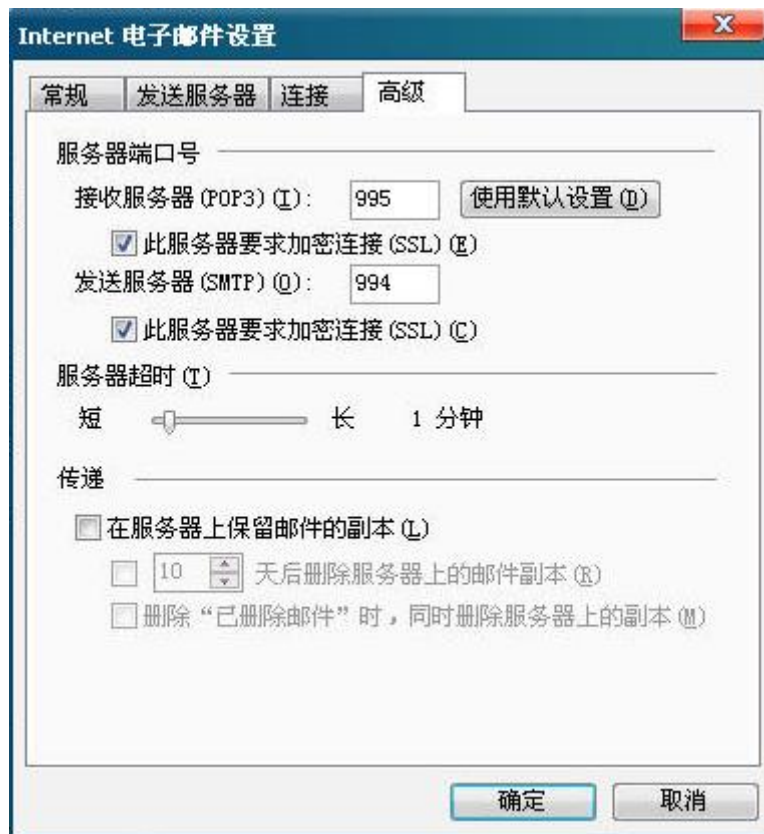 Internet 电子邮件设置
常规 发送服务器 连接 高级
服务器端口号
接收服务器(POP3)(I): 995 使用默认设置(D)
此服务器要求加密连接(SSL)(E)
发送服务器(SMTP)(O): 994
此服务器要求加密连接(SSL)(C)
服务器超时(T)
短 长 1 分钟
传递
在服务器上保留邮件的副本(L)
10 天后删除服务器上的邮件副本(R)
删除“已删除邮件”时，同时删除服务器上的副本(M)
确定 取消